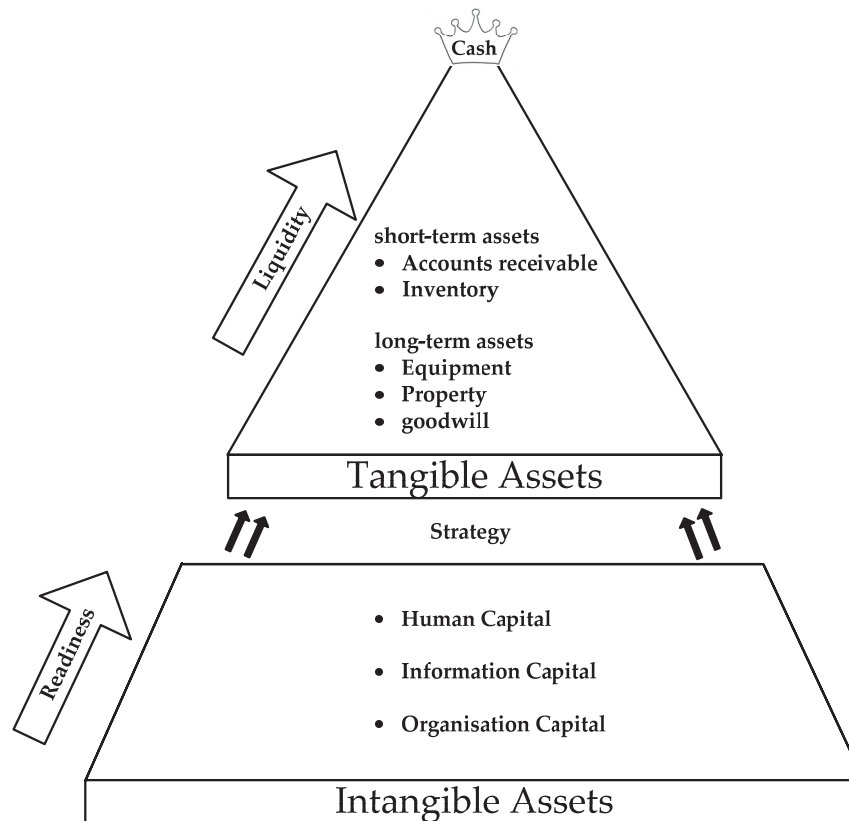 Cash
Liquidity
short-term assets
• Accounts receivable
• Inventory
long-term assets
• Equipment
• Property
• goodwill
Tangible Assets
Strategy
Readiness
• Human Capital
• Information Capital
• Organisation Capital
Intangible Assets